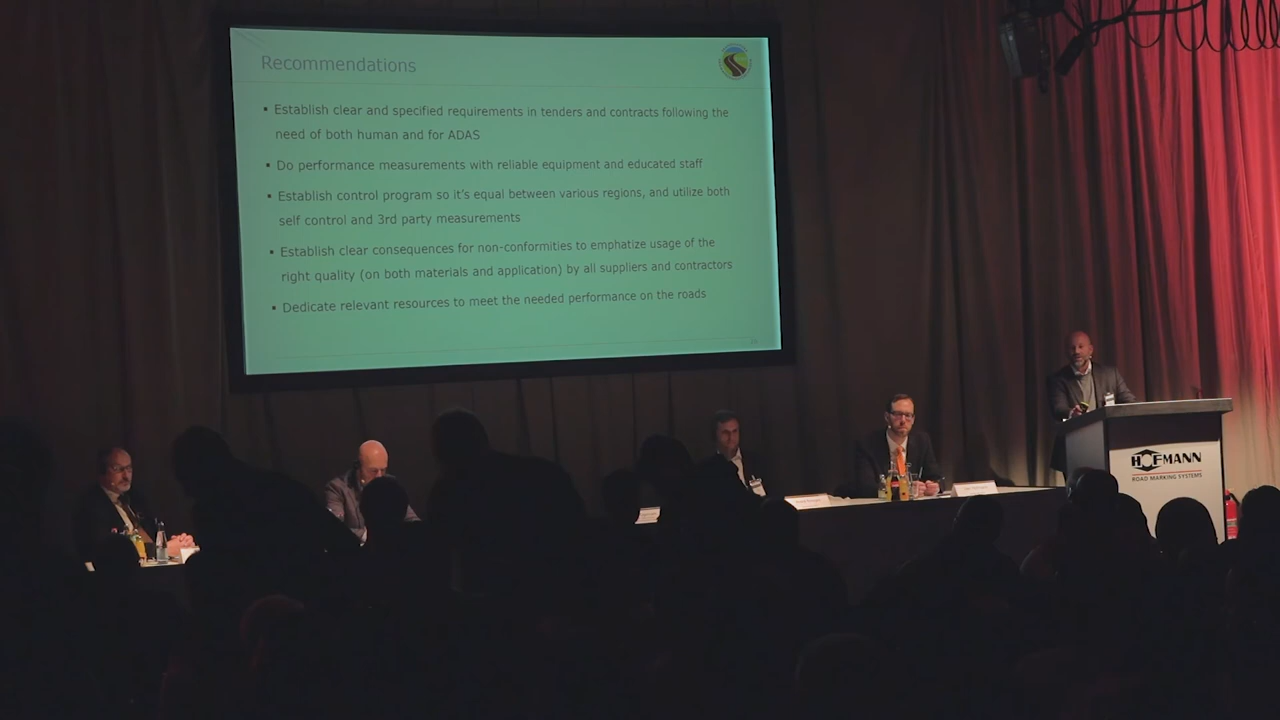 Recommendations
▪ Establish clear and specified requirements in tenders and contracts following the
need of both human and for ADAS
▪ Do performance measurements with reliable equipment and educated staff
▪ Establish control program so it's equal between various regions, and utilize both
self control and 3rd party measurements
▪ Establish clear consequences for non-conformities to emphatize usage of the
right quality (on both materials and application) by all suppliers and contractors
▪ Dedicate relevant resources to meet the needed performance on the roads
HOFMANN
ROAD MARKING SYSTEMS